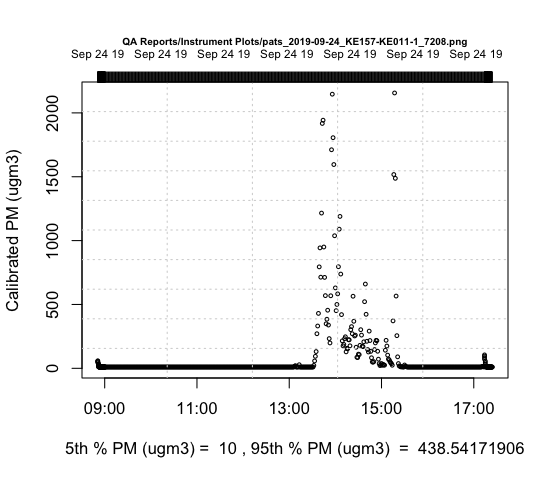 QA Reports/Instrument Plots/pats_2019-09-24_KE157-KE011-1_7208.png
Sep 24 19 Sep 24 19 Sep 24 19 Sep 24 19 Sep 24 19 Sep 24 19 Sep 24 19
Calibrated PM (ugm3)
2000
1500
1000
500
0
09:00 11:00 13:00 15:00 17:00
5th % PM (ugm3) = 10 , 95th % PM (ugm3) = 438.54171906